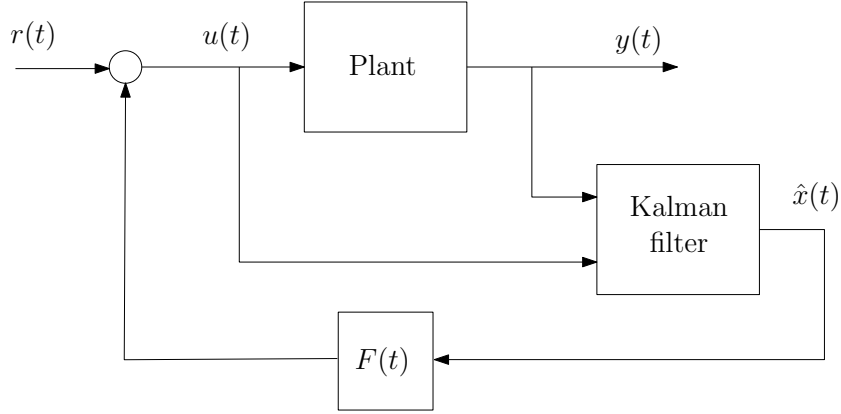 r(t)
u(t)
Plant
y(t)
Kalman
filter
x̂(t)
F(t)